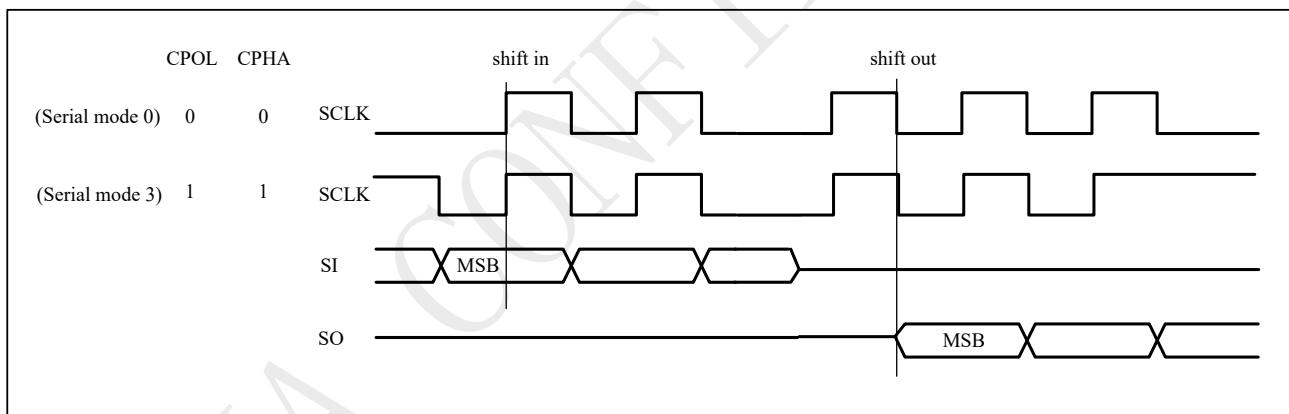 CPOL CPHA shift in shift out
(Serial mode 0) 0 0 SCLK
(Serial mode 3) 1 1 SCLK
SI MSB
SO MSB